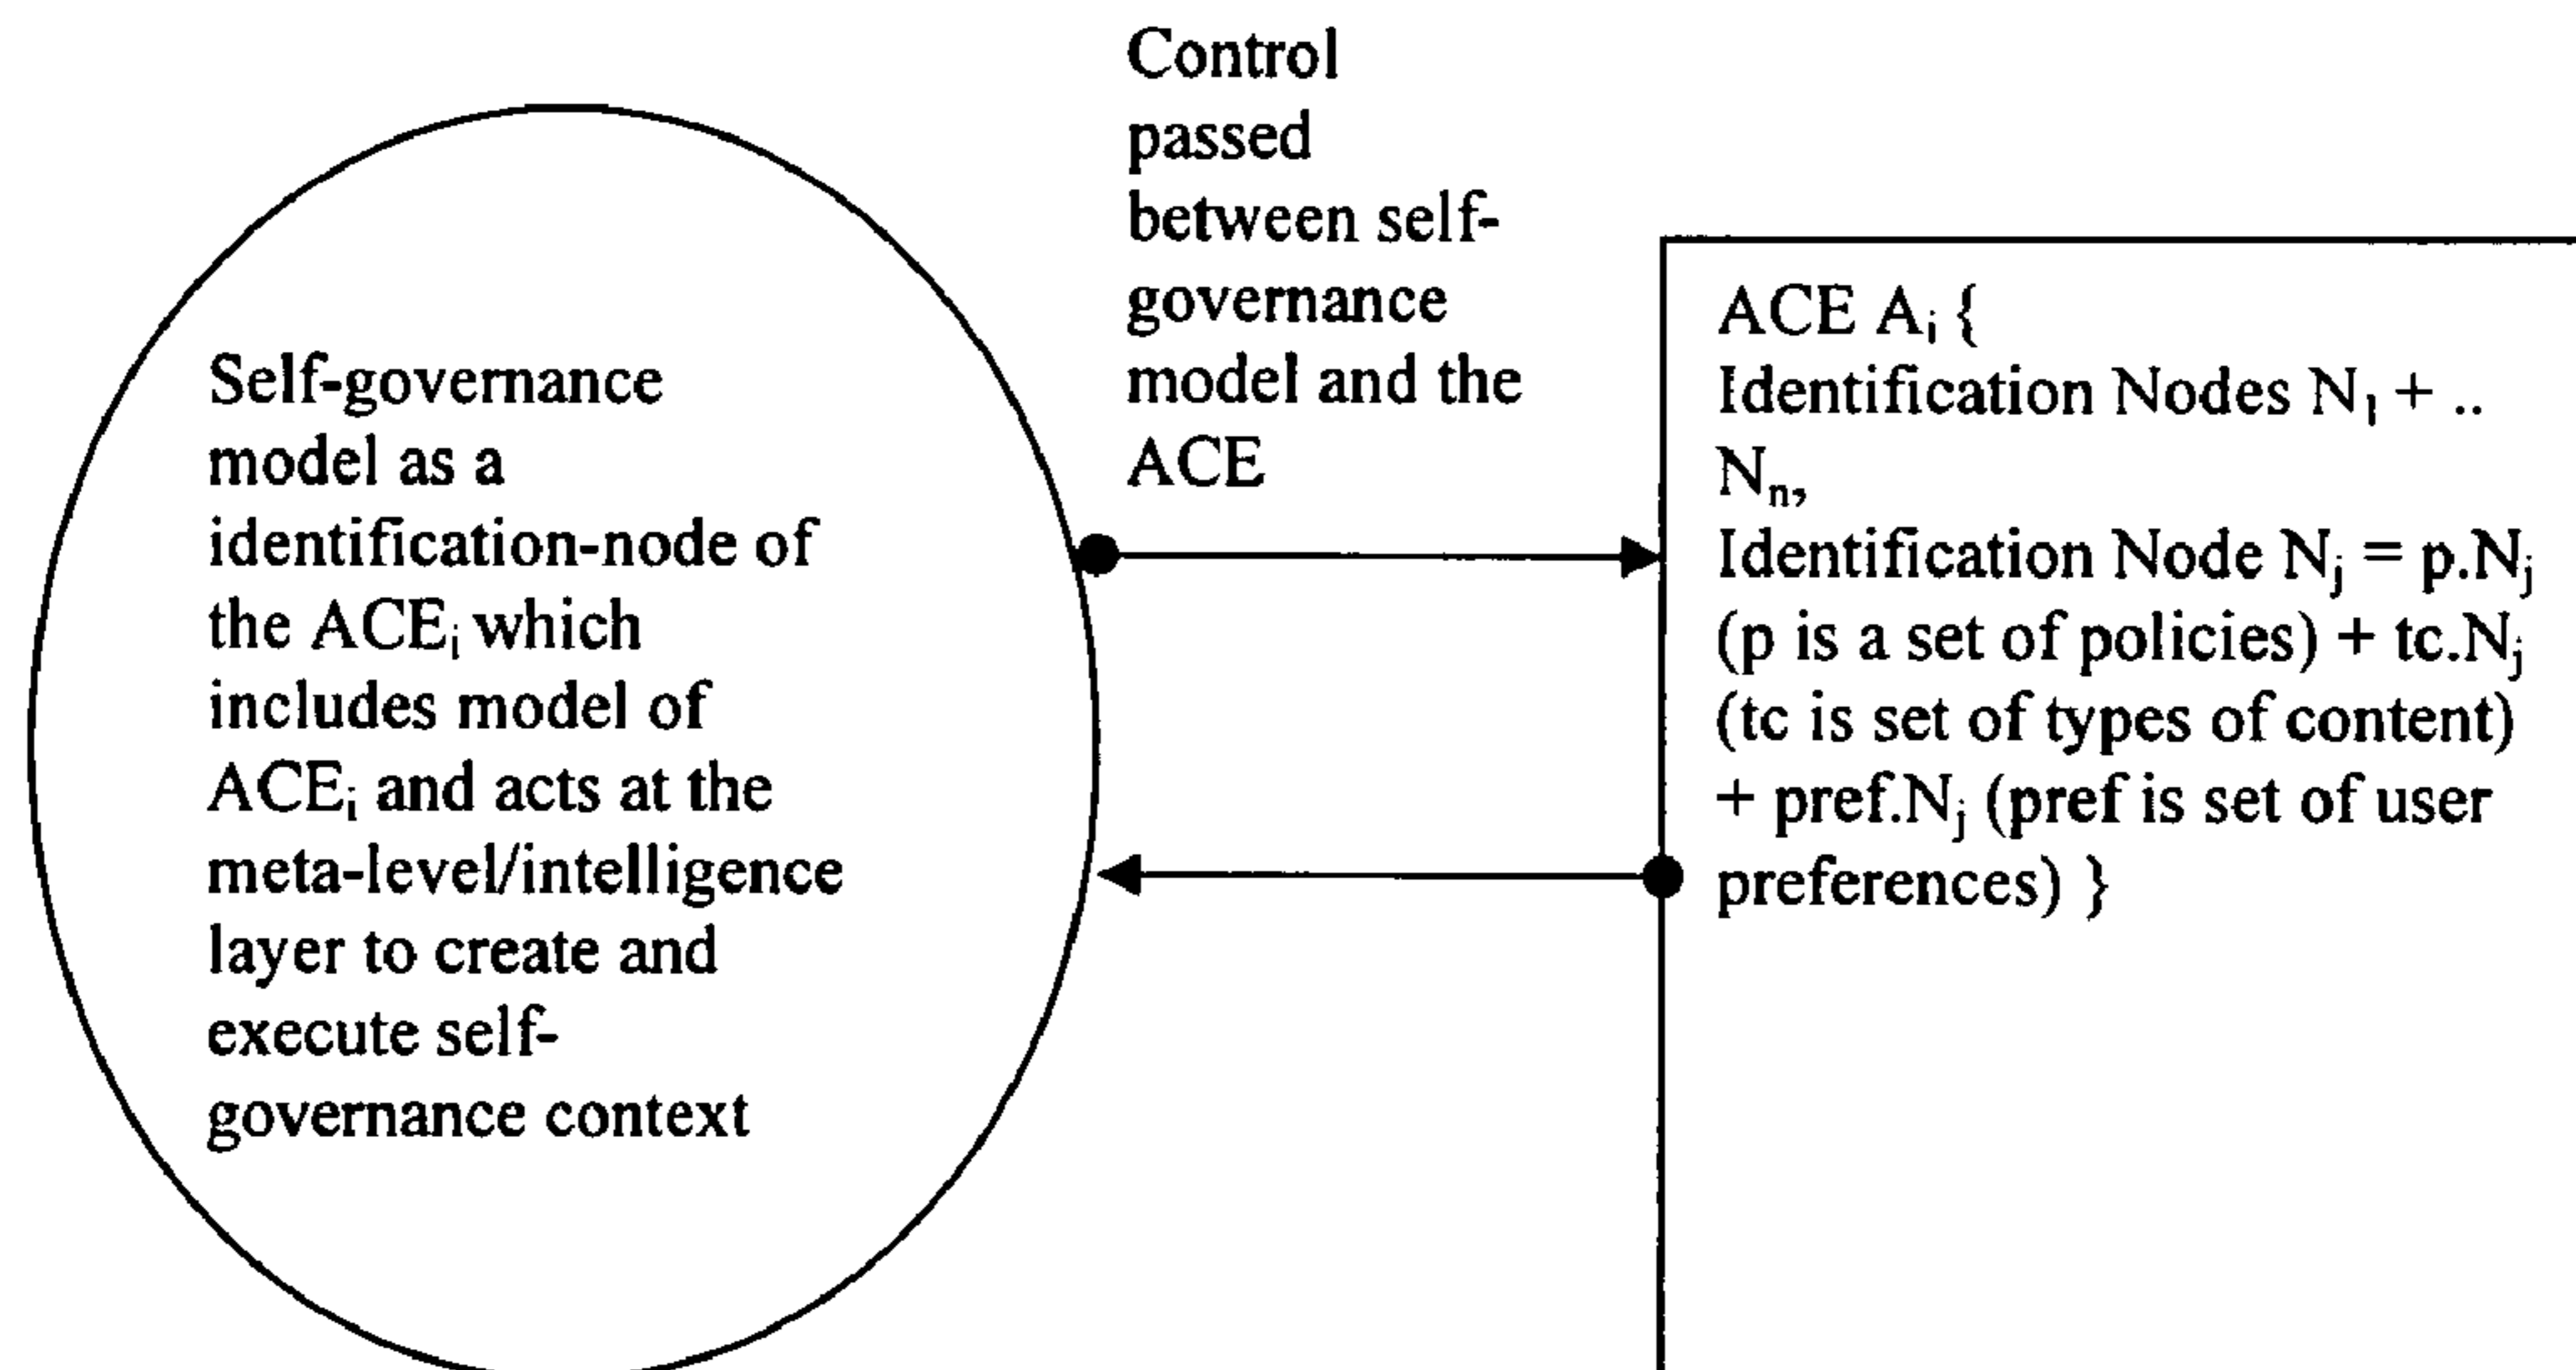 Self-governance
model as a
identification-node of
the ACEᵢ which
includes model of
ACEᵢ and acts at the
meta-level/intelligence
layer to create and
execute self-
governance context
Control
passed
between self-
governance
model and the
ACE
ACE Aᵢ {
Identification Nodes N₁ + ..
Nₙ,
Identification Node Nⱼ = p.Nⱼ
(p is a set of policies) + tc.Nⱼ
(tc is set of types of content)
+ pref.Nⱼ (pref is set of user
preferences) }